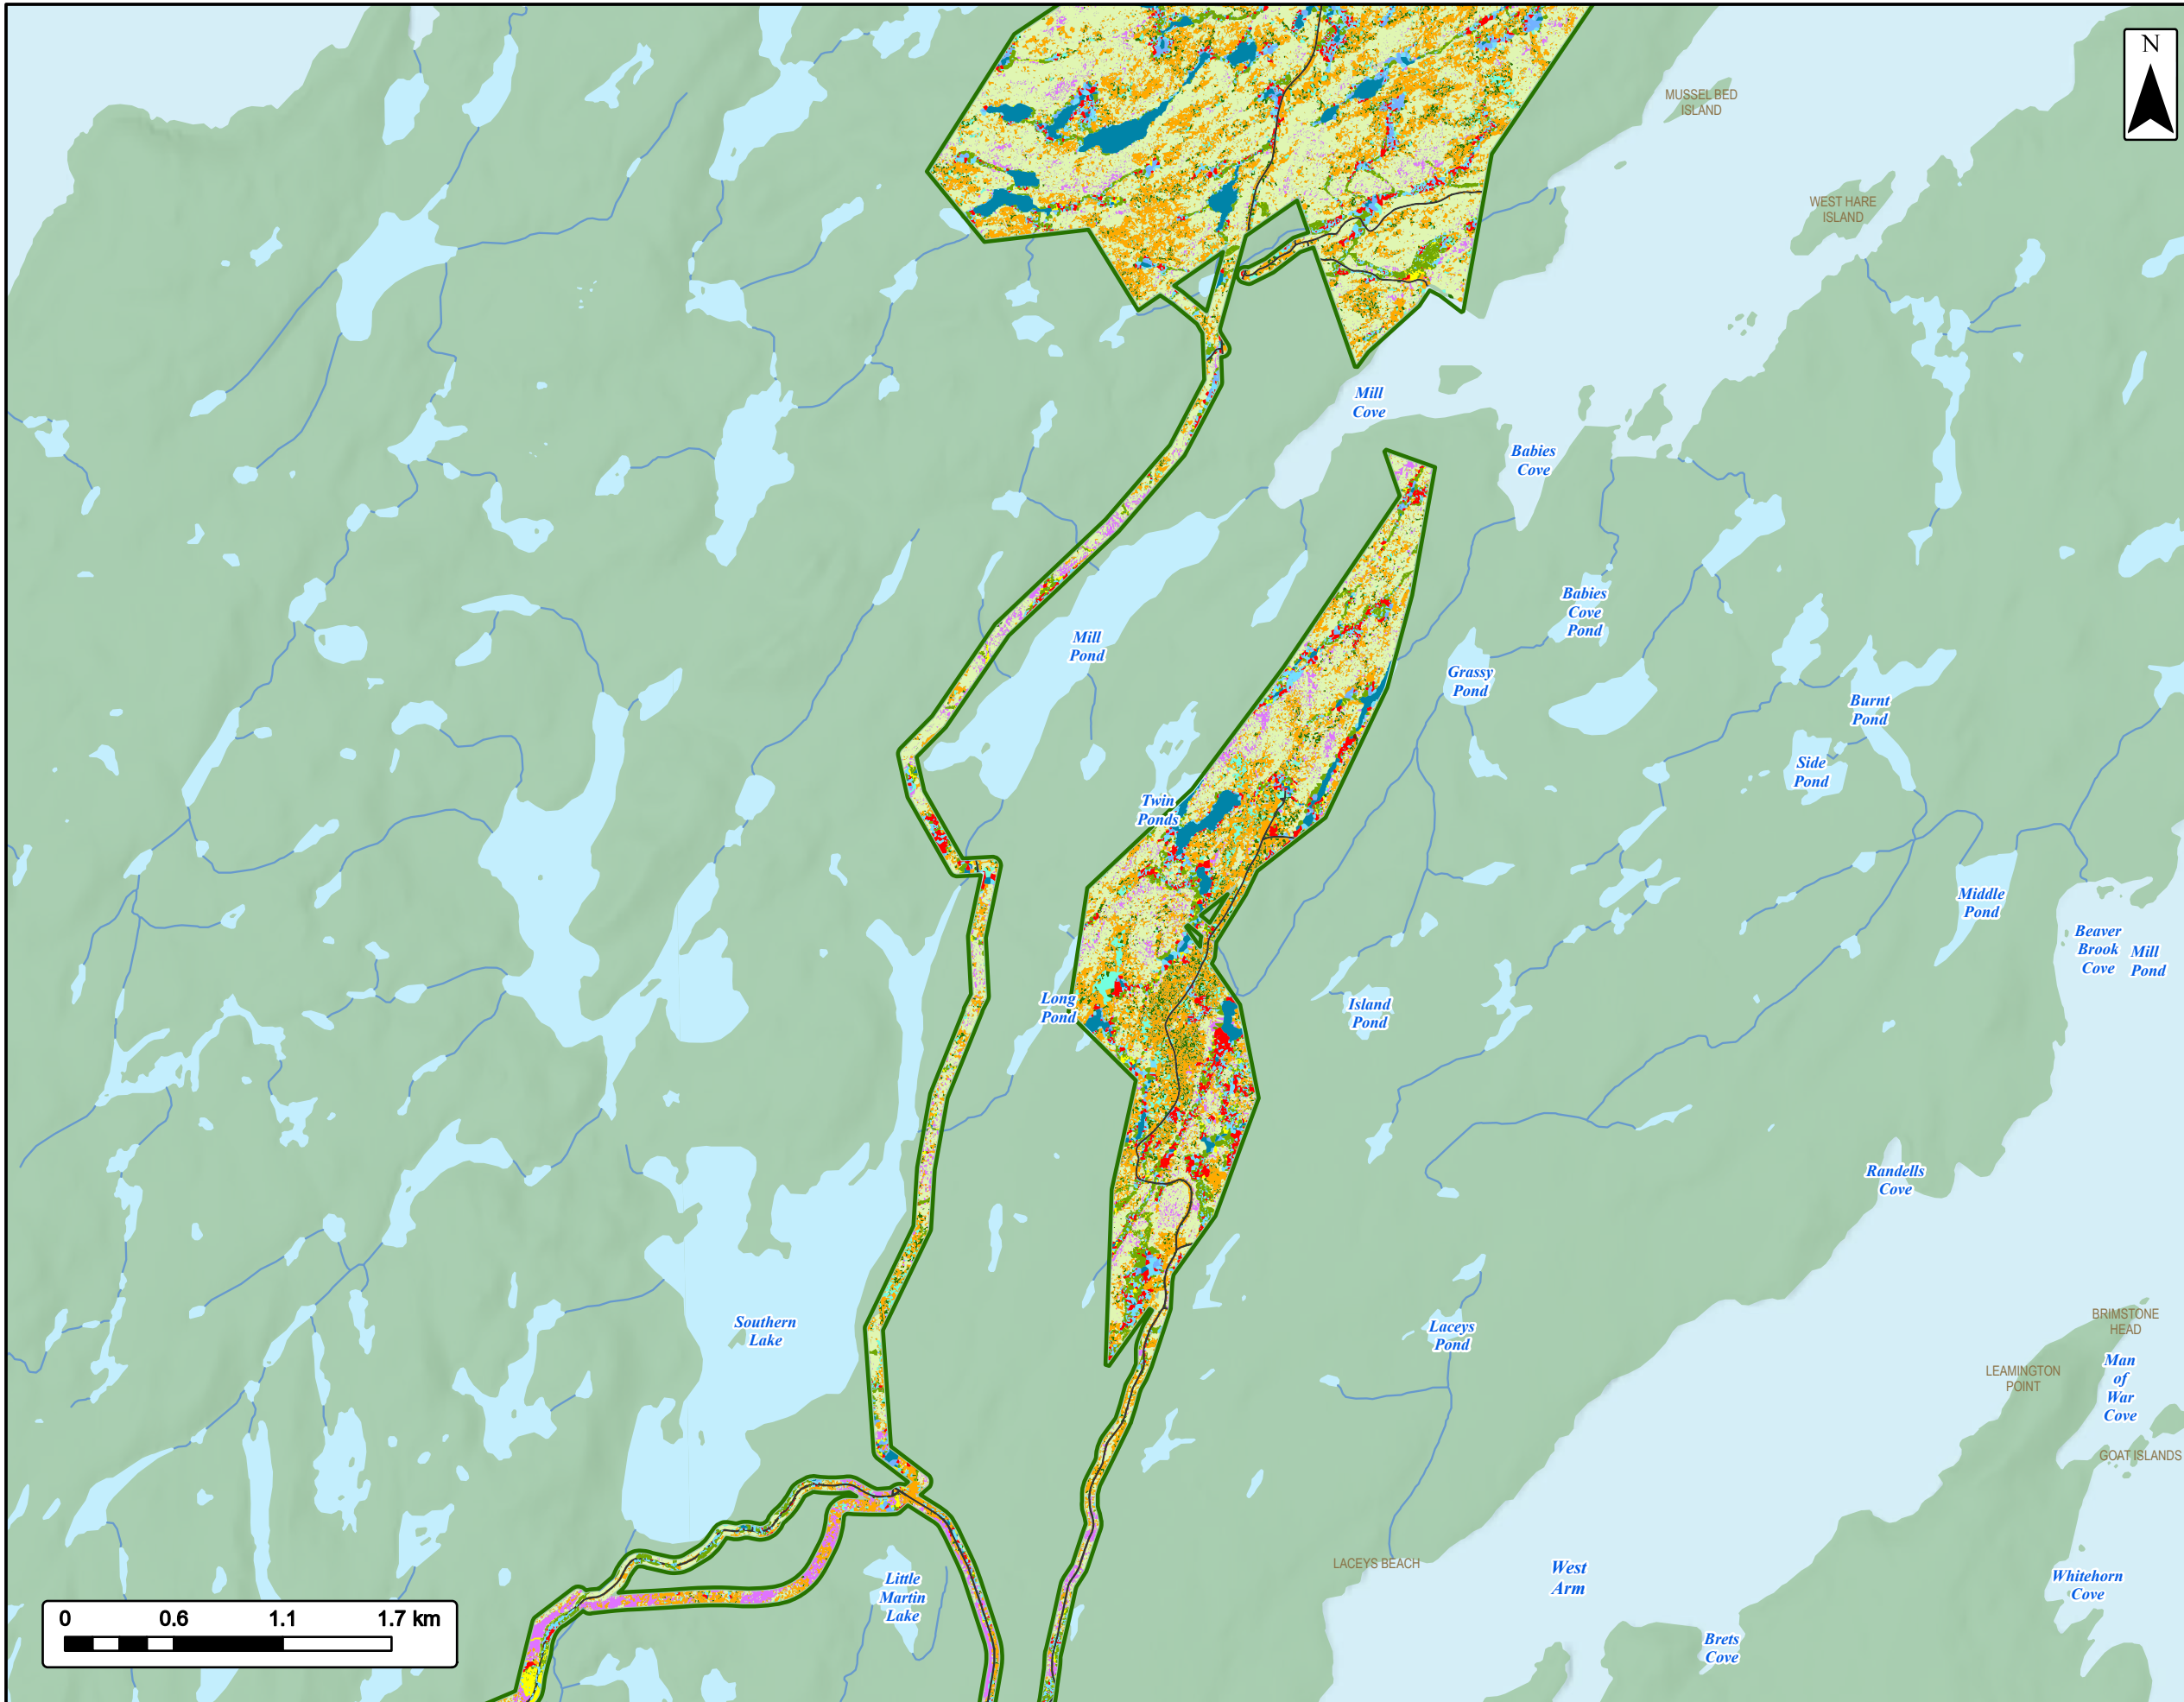 N
MUSSEL BED
ISLAND
WEST HARE
ISLAND
Mill
Cove
Babies
Cove
Babies
Cove
Pond
Mill
Pond
Grassy
Pond
Burnt
Pond
Side
Pond
Twin
Ponds
Middle
Pond
Beaver
Brook
Cove
Mill
Pond
Long
Pond
Island
Pond
Randells
Cove
Southern
Lake
Laceys
Pond
BRIMSTONE
HEAD
LEAMINGTON
POINT
Man
of
War
Cove
GOAT ISLANDS
LACEYS BEACH
West
Arm
Whitehorn
Cove
Little
Martin
Lake
Brets
Cove
0 0.6 1.1 1.7 km